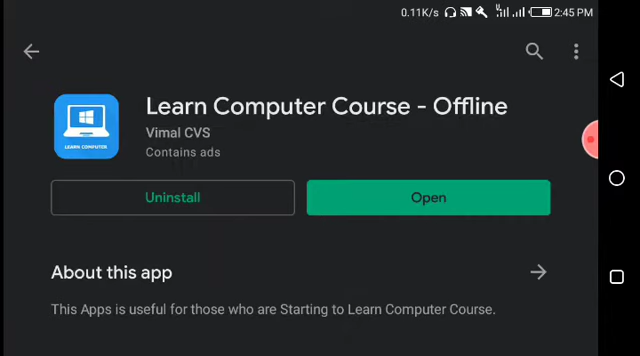 0.11K/s 2:45 PM
Learn Computer Course - Offline
Vimal CVS
LEARN COMPUTER
Contains ads
Uninstall
Open
About this app
This Apps is useful for those who are Starting to Learn Computer Course.